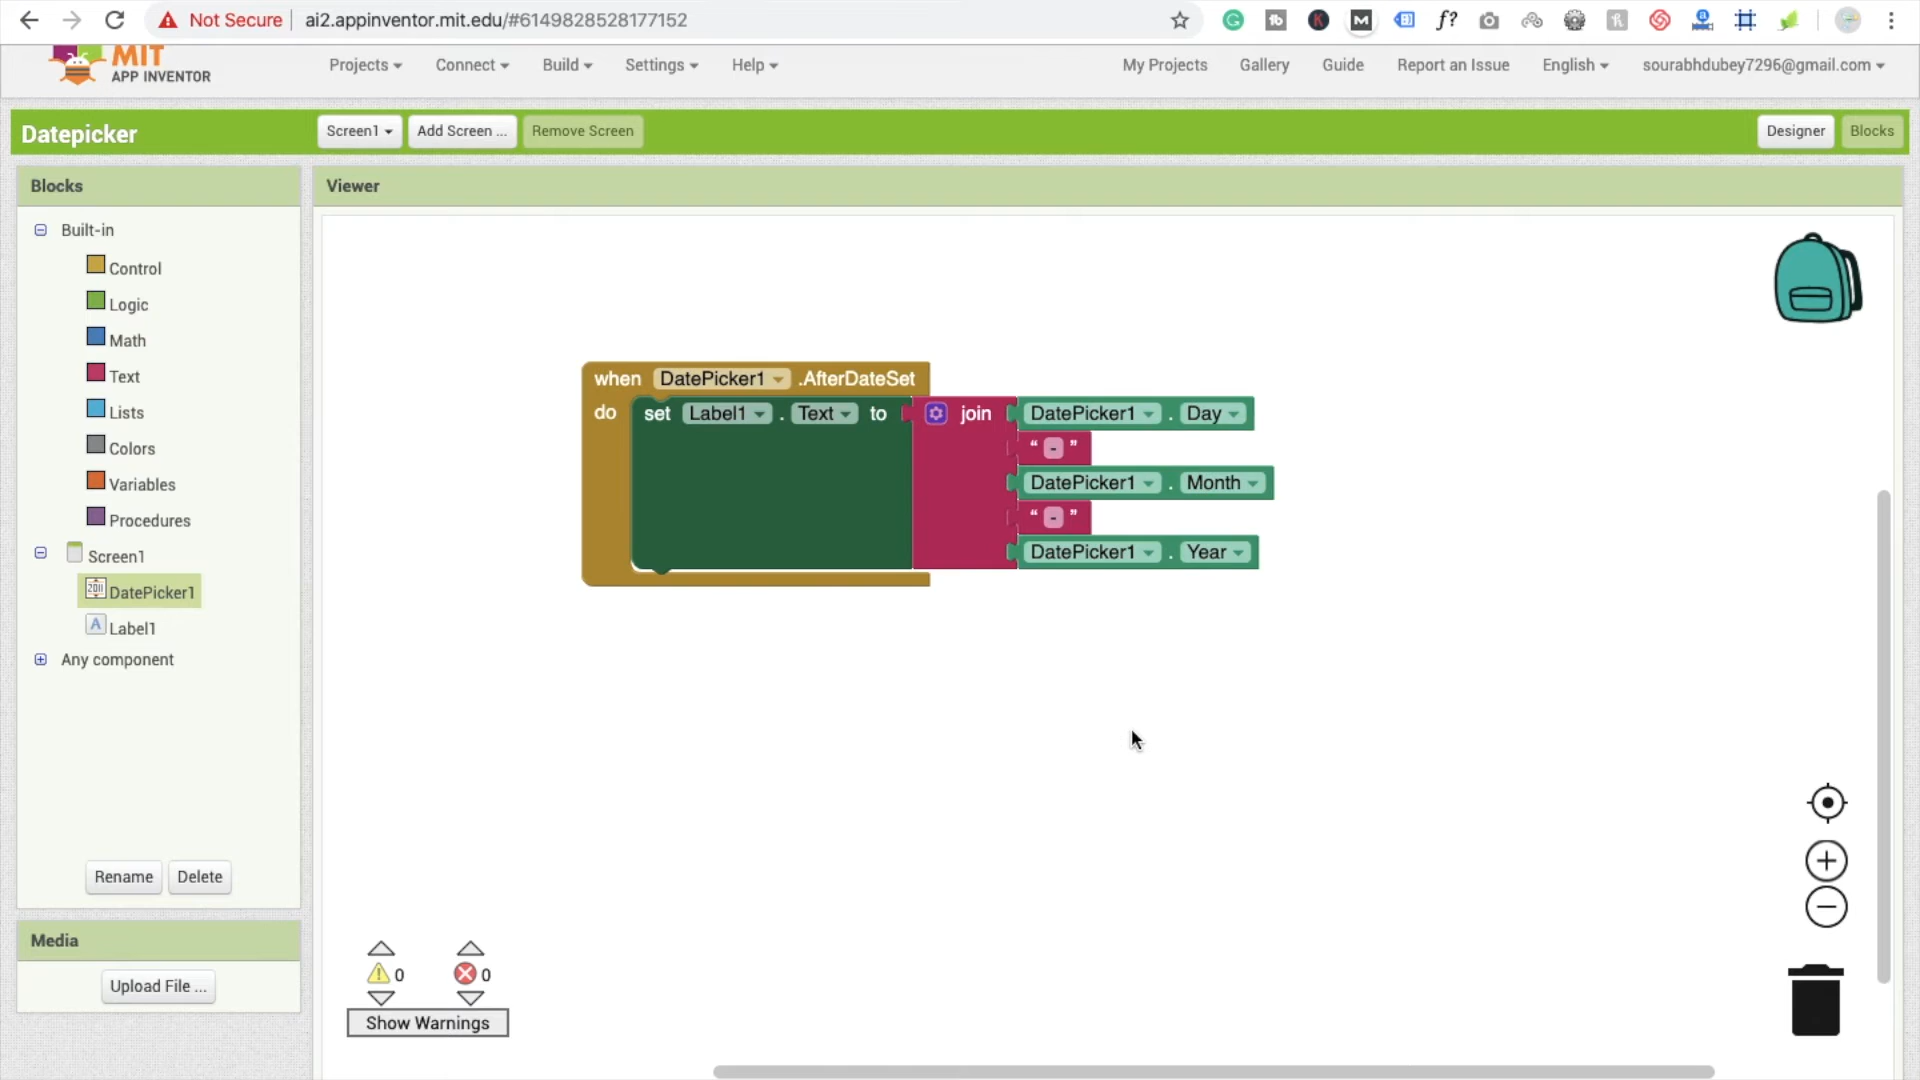 Not Secure ai2.appinventor.mit.edu/#6149828528177152
MIT
APP INVENTOR
Projects Connect Build Settings Help My Projects Gallery Guide Report an Issue English sourabhdubey7296@gmail.com
Datepicker Screen1 Add Screen ... Remove Screen Designer Blocks
Blocks
Viewer
Built-in
Control
Logic
Math
Text
Lists
Colors
Variables
Procedures
Screen1
DatePicker1
Label1
Any component
Rename Delete
Media
Upload File ...
when DatePicker1 .AfterDateSet
do set Label1 . Text to join DatePicker1 . Day
“ - ”
DatePicker1 . Month
“ - ”
DatePicker1 . Year
0 0
Show Warnings